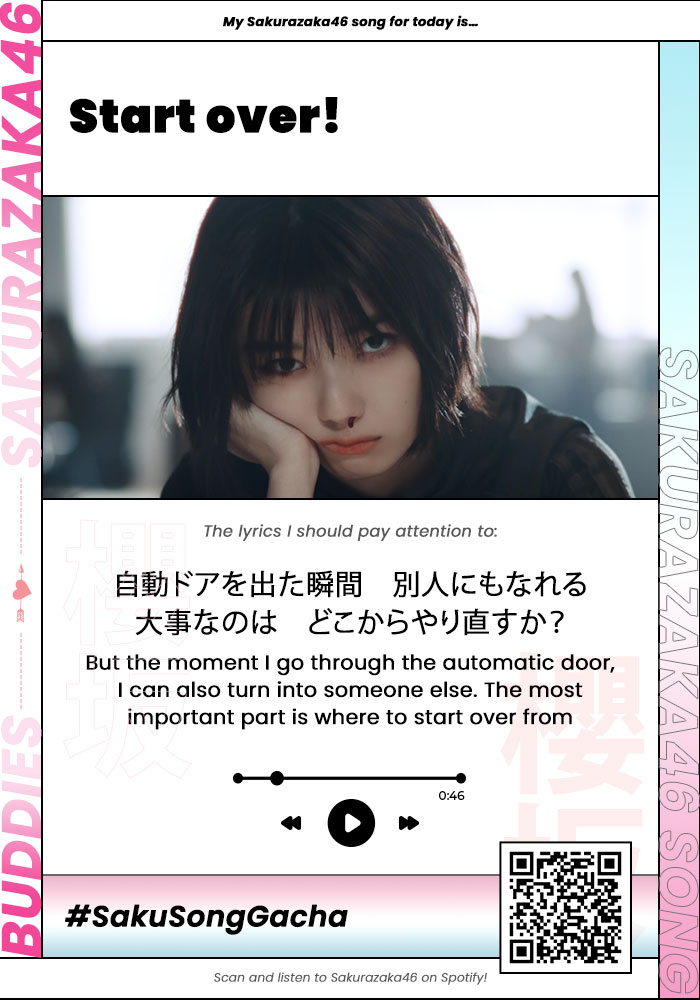 My Sakurazaka46 song for today is...
SAKURAZAKA46
BUDDIES
Start over!
SAKURAZAKA46 SONG
The lyrics I should pay attention to:
櫻
坂
自動ドアを出た瞬間　別人にもなれる
大事なのは　どこからやり直すか？
But the moment I go through the automatic door,
I can also turn into someone else. The most
important part is where to start over from
櫻
坂
0:46
#SakuSongGacha
Scan and listen to Sakurazaka46 on Spotify!